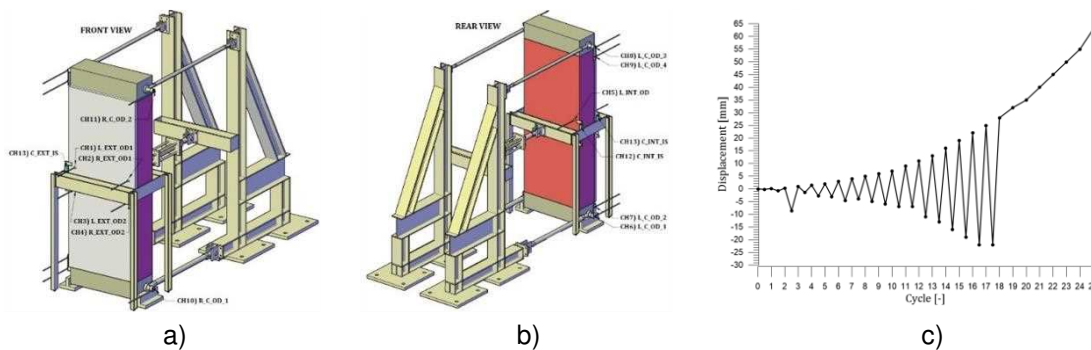 FRONT VIEW
CH11) R_C_OD_2
CH13) C_EXT_IS
CH1) L_EXT_OD1
CH2) R_EXT_OD1
CH3) L_EXT_OD2
CH4) R_EXT_OD2
CH10) R_C_OD_1
a)
REAR VIEW
CH8) L_C_OD_3
CH9) L_C_OD_4
CH5) L_INT_OD
CH13) C_INT_IS
CH12) C_INT_IS
CH7) L_C_OD_2
CH6) L_C_OD_1
b)
Displacement [mm]
65
60
55
50
45
40
35
30
25
20
15
10
5
0
-5
-10
-15
-20
-25
-30
0 1 2 3 4 5 6 7 8 9 10 11 12 13 14 15 16 17 18 19 20 21 22 23 24
Cycle [-]
c)